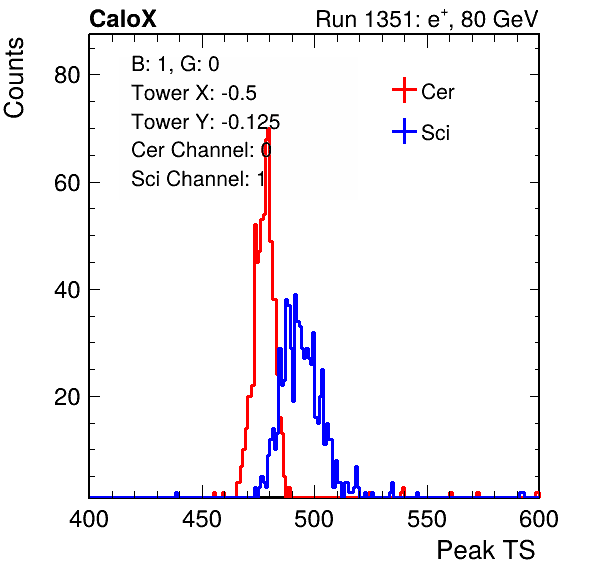 CaloX
Run 1351: e+, 80 GeV
Counts
B: 1, G: 0
Tower X: -0.5
Tower Y: -0.125
Cer Channel: 0
Sci Channel: 1
Cer
Sci
80
60
40
20
400
450
500
550
600
Peak TS